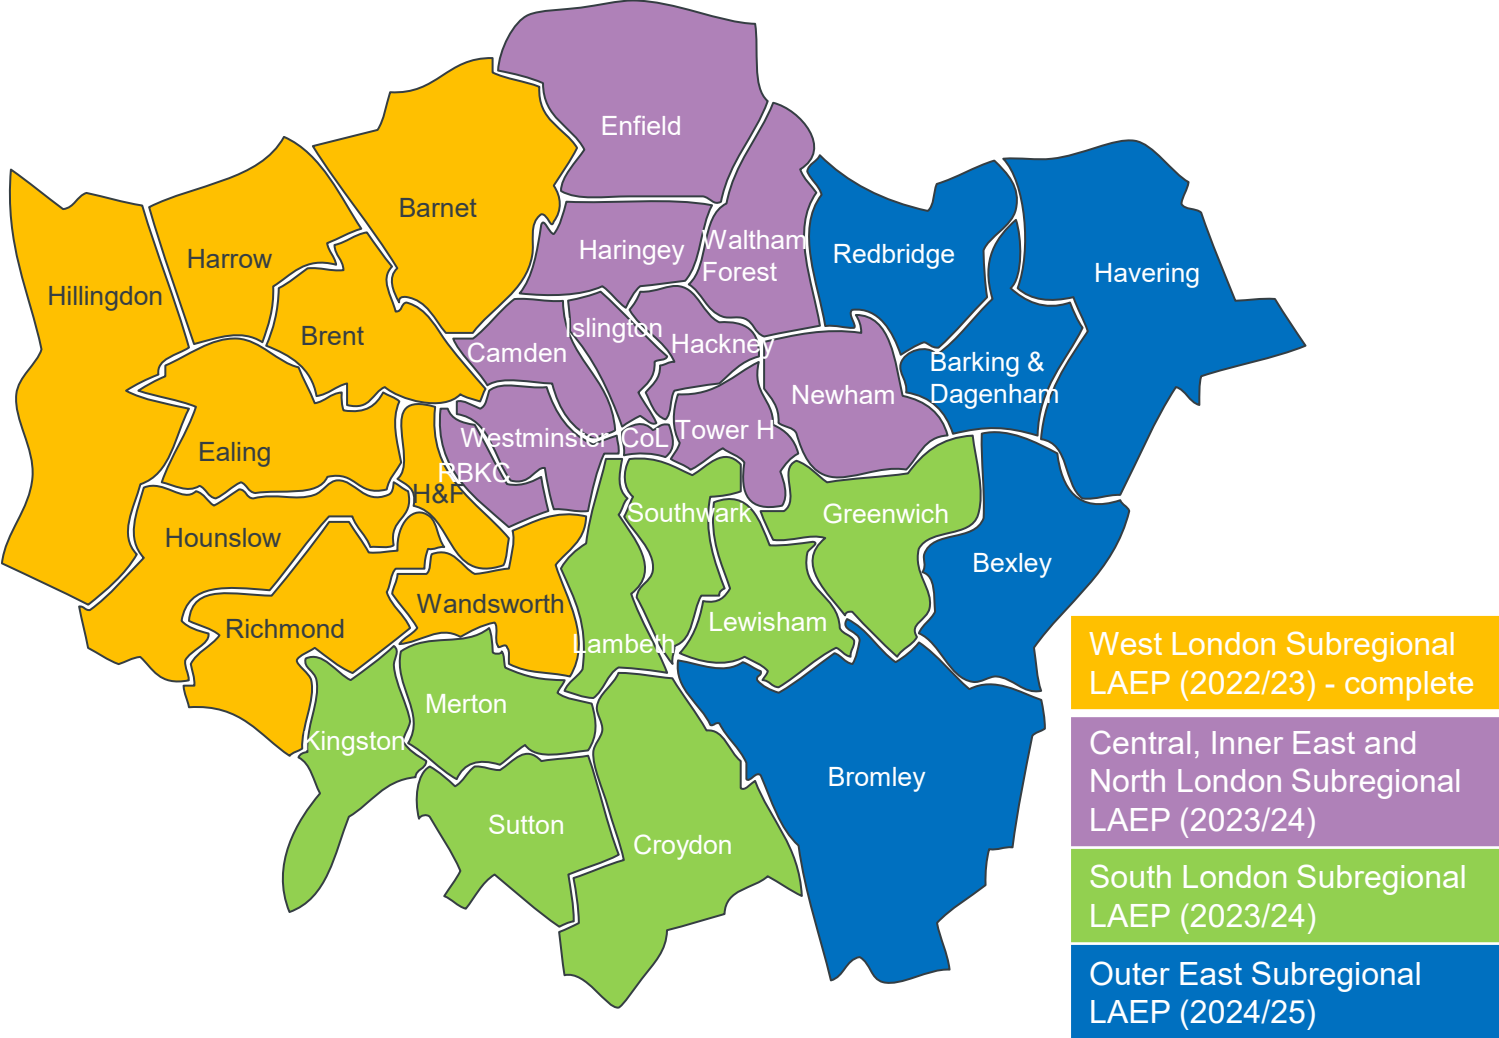 Enfield
Barnet
Haringey
Waltham
Forest
Redbridge
Harrow
Havering
Hillingdon
Brent
Islington
Hackney
Camden
Barking &
Dagenham
Newham
Ealing
Westminster
CoL
Tower H
RBKC
H&F
Southwark
Greenwich
Hounslow
Bexley
Wandsworth
Lewisham
Richmond
Lambeth
Merton
Kingston
Bromley
Sutton
Croydon
West London Subregional
LAEP (2022/23) - complete
Central, Inner East and
North London Subregional
LAEP (2023/24)
South London Subregional
LAEP (2023/24)
Outer East Subregional
LAEP (2024/25)